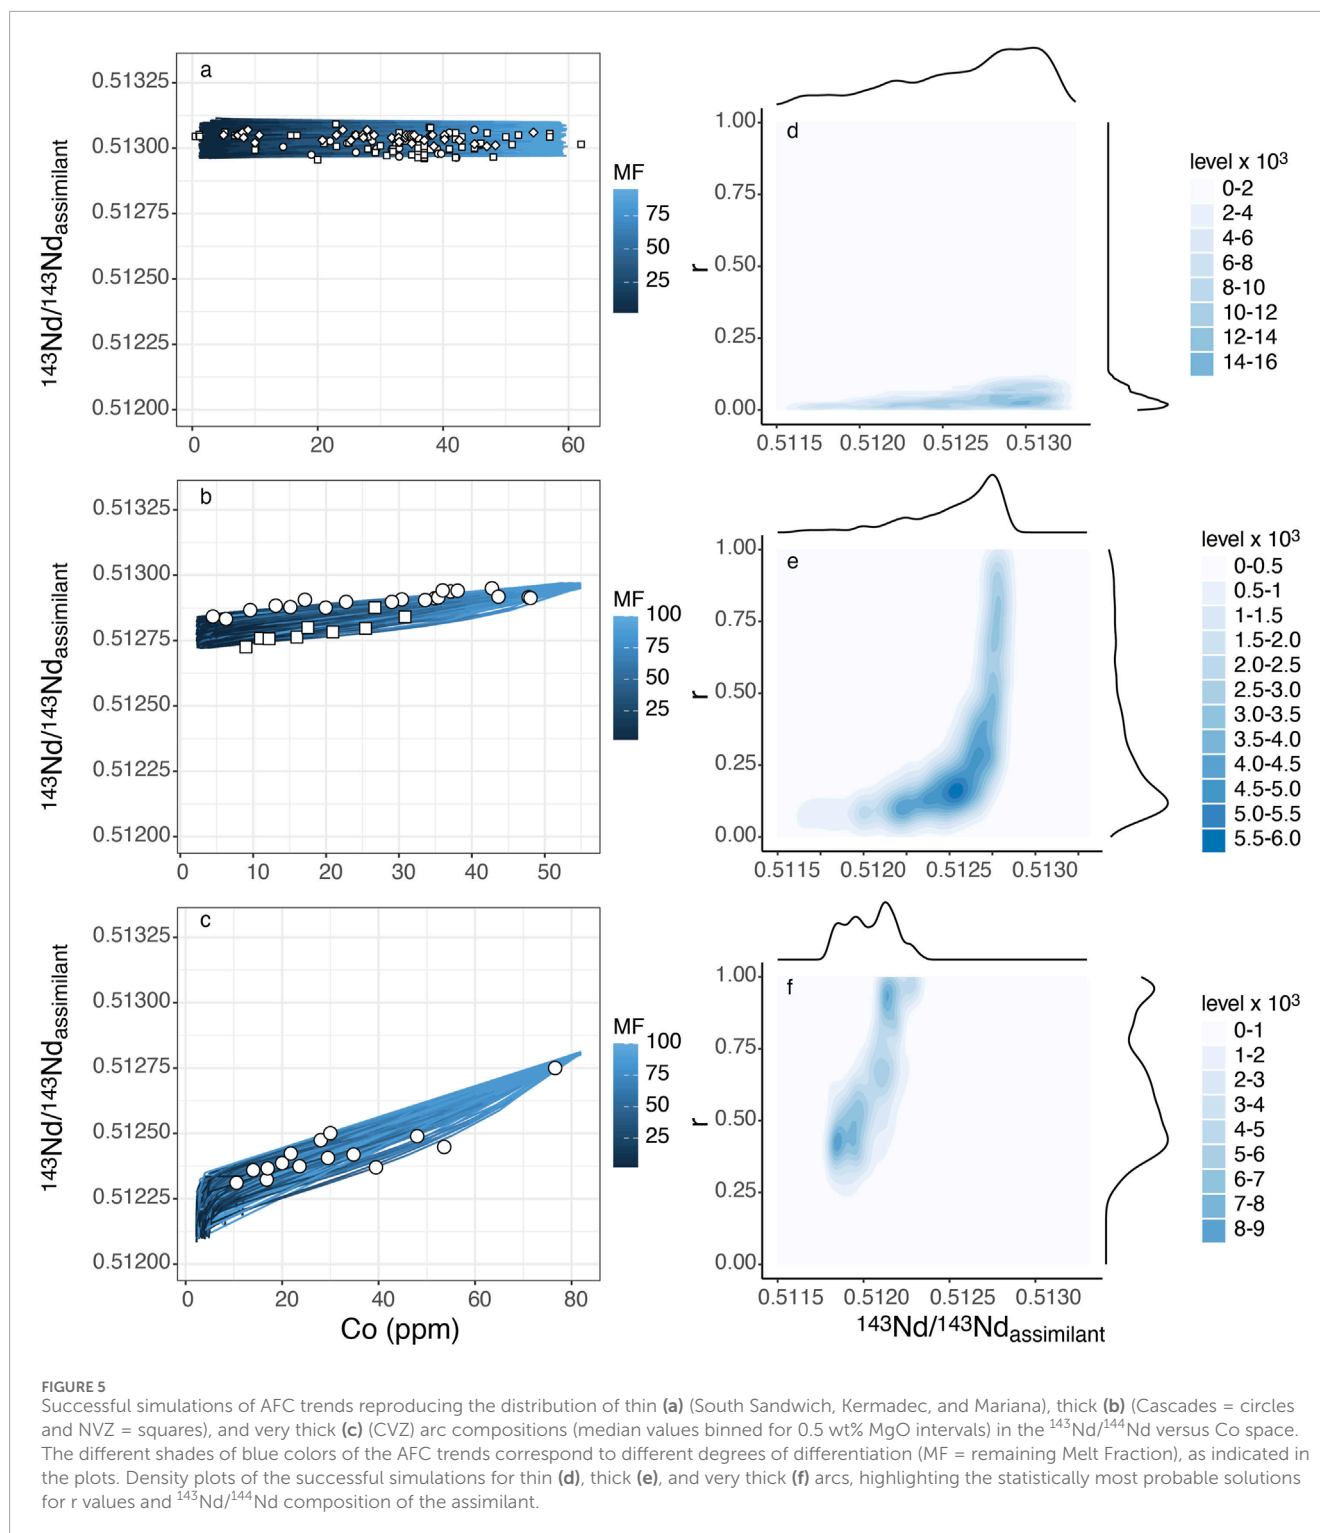 a
0.51325
0.51300
0.51275
0.51250
0.51225
0.51200
¹⁴³Nd/¹⁴³Nd assimilant
0 20 40 60
MF
75
50
25
d
1.00
0.75
0.50
0.25
0.00
r
0.5115 0.5120 0.5125 0.5130
level x 10³
0-2
2-4
4-6
6-8
8-10
10-12
12-14
14-16
b
0.51325
0.51300
0.51275
0.51250
0.51225
0.51200
¹⁴³Nd/¹⁴³Nd assimilant
0 10 20 30 40 50
MF
100
75
50
25
e
1.00
0.75
0.50
0.25
0.00
r
0.5115 0.5120 0.5125 0.5130
level x 10³
0-0.5
0.5-1
1-1.5
1.5-2.0
2.0-2.5
2.5-3.0
3.0-3.5
3.5-4.0
4.0-4.5
4.5-5.0
5.0-5.5
5.5-6.0
c
0.51325
0.51300
0.51275
0.51250
0.51225
0.51200
¹⁴³Nd/¹⁴³Nd assimilant
0 20 40 60 80
Co (ppm)
MF
100
75
50
25
f
1.00
0.75
0.50
0.25
0.00
r
0.5115 0.5120 0.5125 0.5130
¹⁴³Nd/¹⁴³Nd assimilant
level x 10³
0-1
1-2
2-3
3-4
4-5
5-6
6-7
7-8
8-9
FIGURE 5
Successful simulations of AFC trends reproducing the distribution of thin (a) (South Sandwich, Kermadec, and Mariana), thick (b) (Cascades = circles
and NVZ = squares), and very thick (c) (CVZ) arc compositions (median values binned for 0.5 wt% MgO intervals) in the ¹⁴³Nd/¹⁴⁴Nd versus Co space.
The different shades of blue colors of the AFC trends correspond to different degrees of differentiation (MF = remaining Melt Fraction), as indicated in
the plots. Density plots of the successful simulations for thin (d), thick (e), and very thick (f) arcs, highlighting the statistically most probable solutions
for r values and ¹⁴³Nd/¹⁴⁴Nd composition of the assimilant.